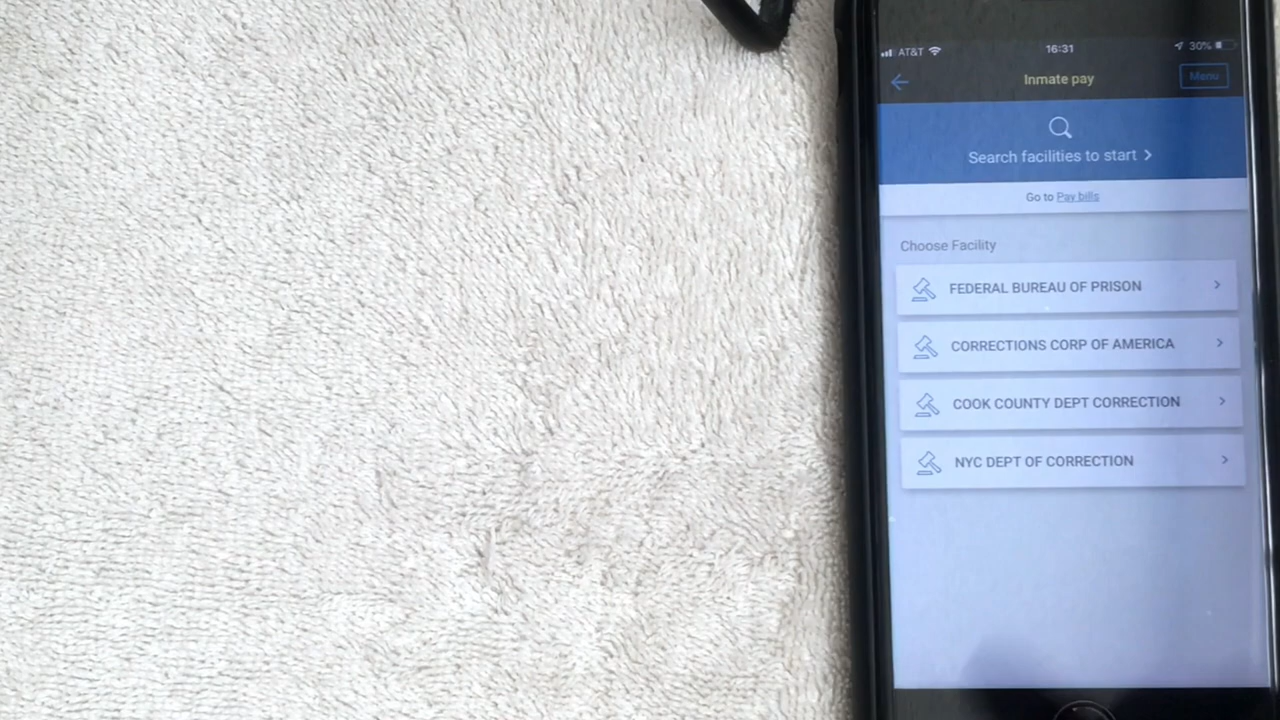 AT&T 16:31 30%
Inmate pay Menu
Search facilities to start
Go to Pay bills
Choose Facility
FEDERAL BUREAU OF PRISON
CORRECTIONS CORP OF AMERICA
COOK COUNTY DEPT CORRECTION
NYC DEPT OF CORRECTION